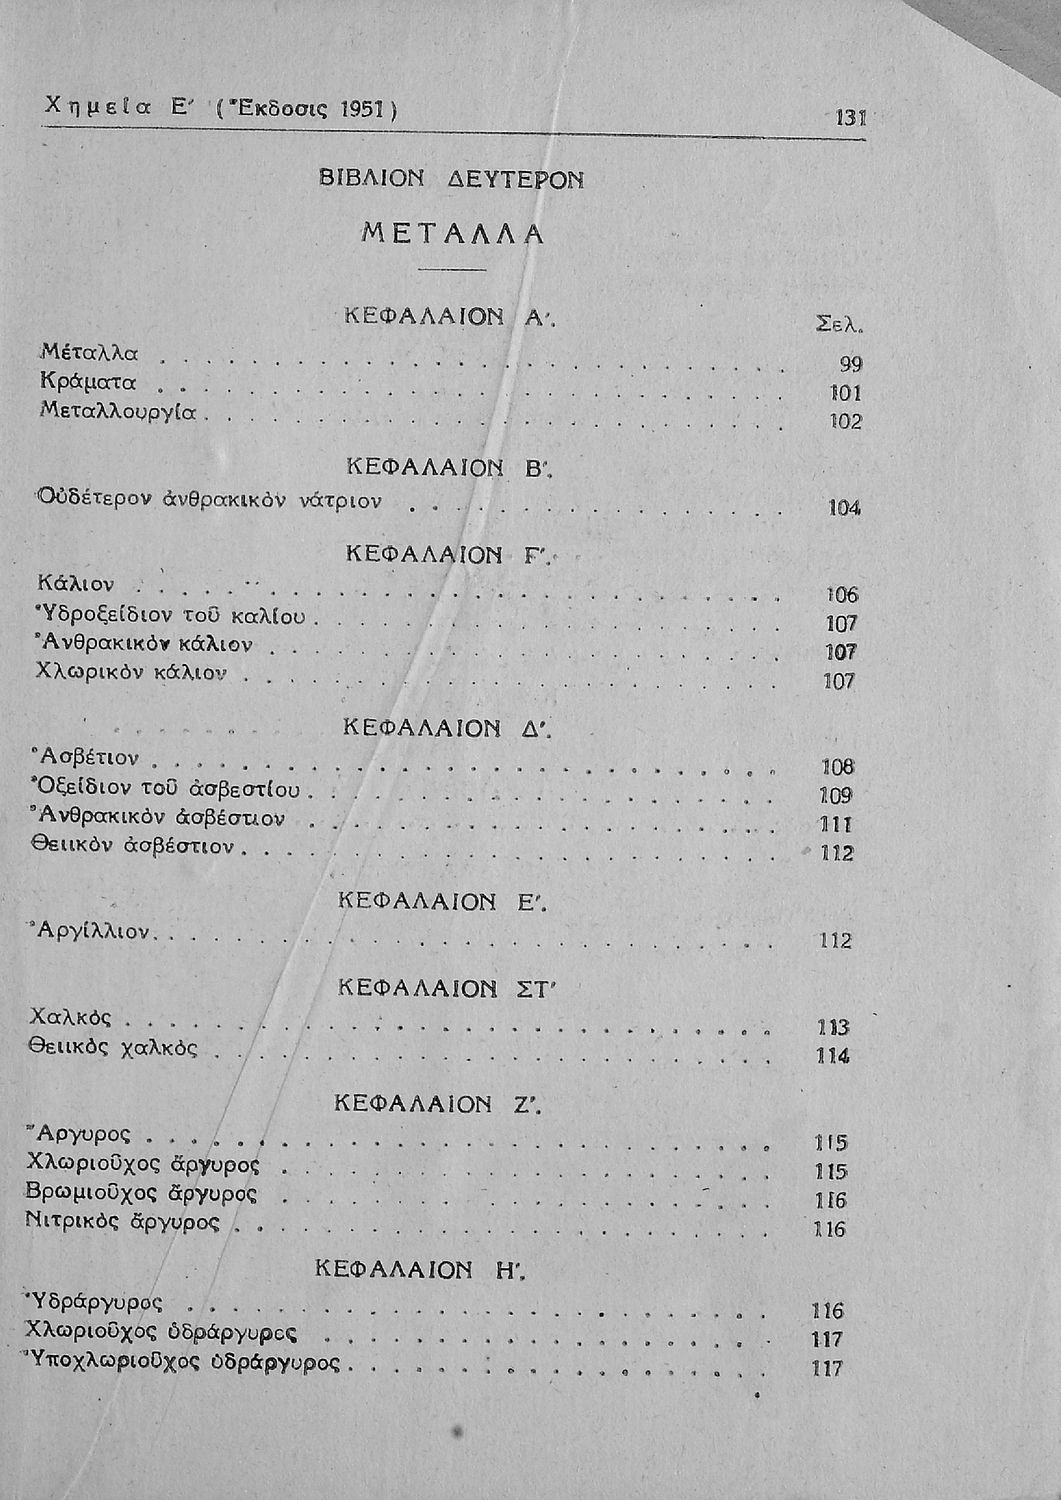 Χημεία Ε΄ (Ἔκδοσις 1951) 131
ΒΙΒΛΙΟΝ ΔΕΥΤΕΡΟΝ
ΜΕΤΑΛΛΑ
ΚΕΦΑΛΑΙΟΝ Α΄.
Σελ.
Μέταλλα . . . . . . . . . . 99
Κράματα . . . . . . . . . . 101
Μεταλλουργία . . . . . . . . . . 102
ΚΕΦΑΛΑΙΟΝ Β΄.
Οὐδέτερον ἀνθρακικὸν νάτριον . . . . . . . . . . 104
ΚΕΦΑΛΑΙΟΝ Γ΄.
Κάλιον . . . . . . . . . . 106
Ὑδροξείδιον τοῦ καλίου . . . . . . . . . . 107
Ἀνθρακικὸν κάλιον . . . . . . . . . . 107
Χλωρικὸν κάλιον . . . . . . . . . . 107
ΚΕΦΑΛΑΙΟΝ Δ΄.
Ἀσβέτιον . . . . . . . . . . 108
Ὀξείδιον τοῦ ἀσβεστίου . . . . . . . . . . 109
Ἀνθρακικὸν ἀσβέστιον . . . . . . . . . . 111
Θειικὸν ἀσβέστιον . . . . . . . . . . 112
ΚΕΦΑΛΑΙΟΝ Ε΄.
Ἀργίλλιον . . . . . . . . . . 112
ΚΕΦΑΛΑΙΟΝ ΣΤ΄
Χαλκὸς . . . . . . . . . . 113
Θειικὸς χαλκὸς . . . . . . . . . . 114
ΚΕΦΑΛΑΙΟΝ Ζ΄.
Ἄργυρος . . . . . . . . . . 115
Χλωριοῦχος ἄργυρος . . . . . . . . . . 115
Βρωμιοῦχος ἄργυρος . . . . . . . . . . 116
Νιτρικὸς ἄργυρος . . . . . . . . . . 116
ΚΕΦΑΛΑΙΟΝ Η΄.
Ὑδράργυρος . . . . . . . . . . 116
Χλωριοῦχος ὑδράργυρος . . . . . . . . . . 117
Ὑποχλωριοῦχος ὑδράργυρος . . . . . . . . . . 117